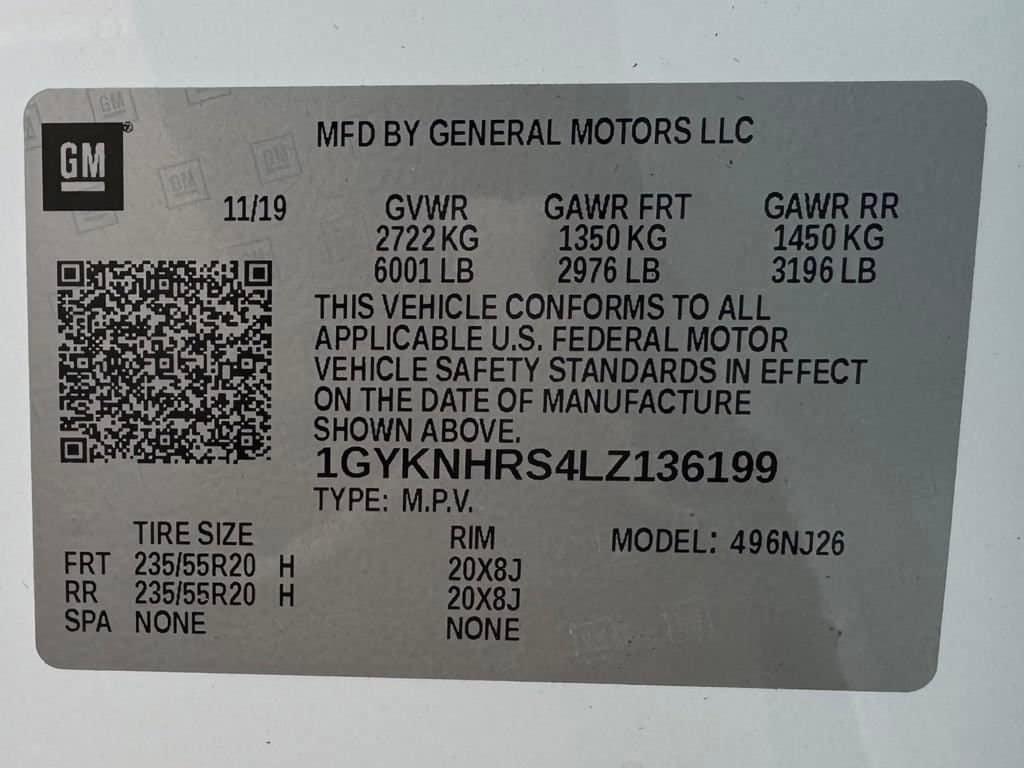 GM
MFD BY GENERAL MOTORS LLC
11/19 GVWR GAWR FRT GAWR RR
2722 KG 1350 KG 1450 KG
6001 LB 2976 LB 3196 LB
THIS VEHICLE CONFORMS TO ALL
APPLICABLE U.S. FEDERAL MOTOR
VEHICLE SAFETY STANDARDS IN EFFECT
ON THE DATE OF MANUFACTURE
SHOWN ABOVE.
1GYKNHRS4LZ136199
TYPE: M.P.V.
TIRE SIZE RIM MODEL: 496NJ26
FRT 235/55R20 H 20X8J
RR 235/55R20 H 20X8J
SPA NONE NONE